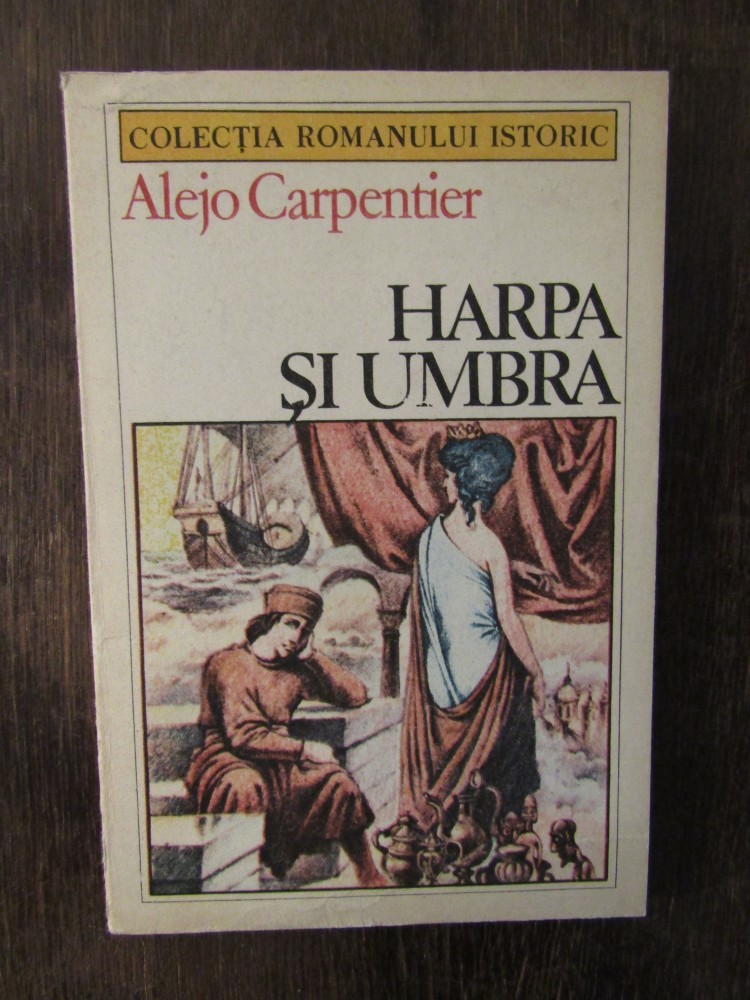 COLECȚIA ROMANULUI ISTORIC
Alejo Carpentier
HARPA
ȘI UMBRA